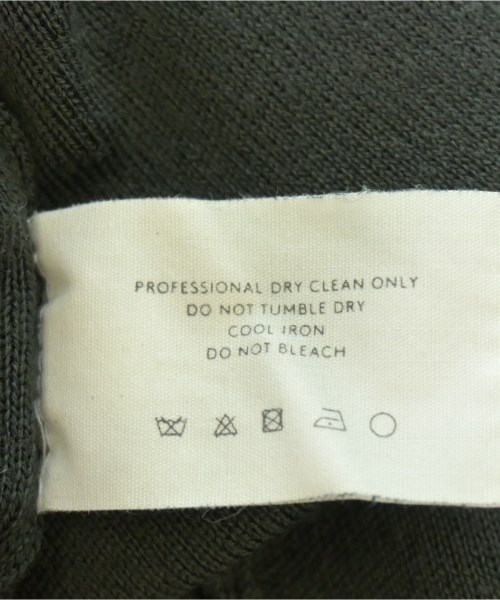 PROFESSIONAL DRY CLEAN ONLY
DO NOT TUMBLE DRY
COOL IRON
DO NOT BLEACH